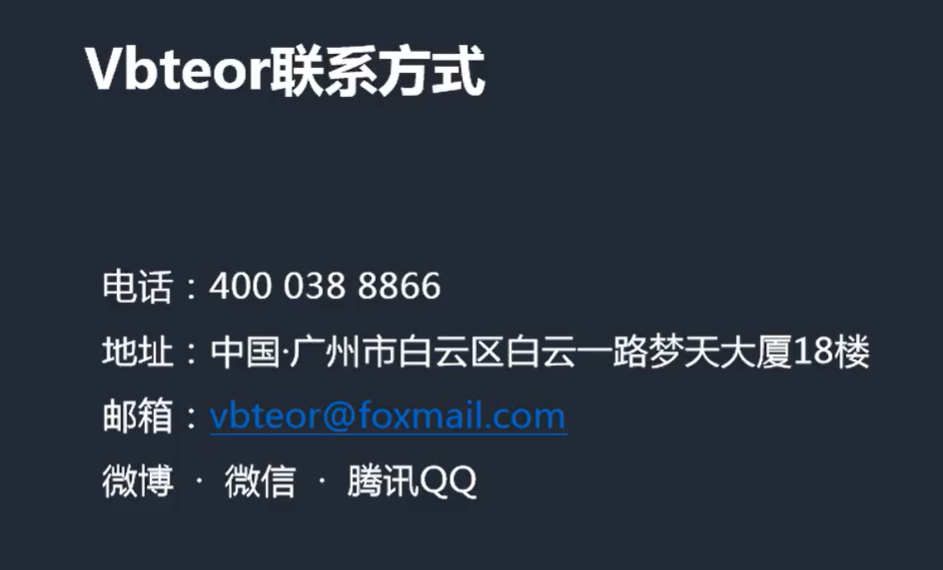 Vbteor联系方式
电话：400 038 8866
地址：中国·广州市白云区白云一路梦天大厦18楼
邮箱：vbteor@foxmail.com
微博 · 微信 · 腾讯QQ